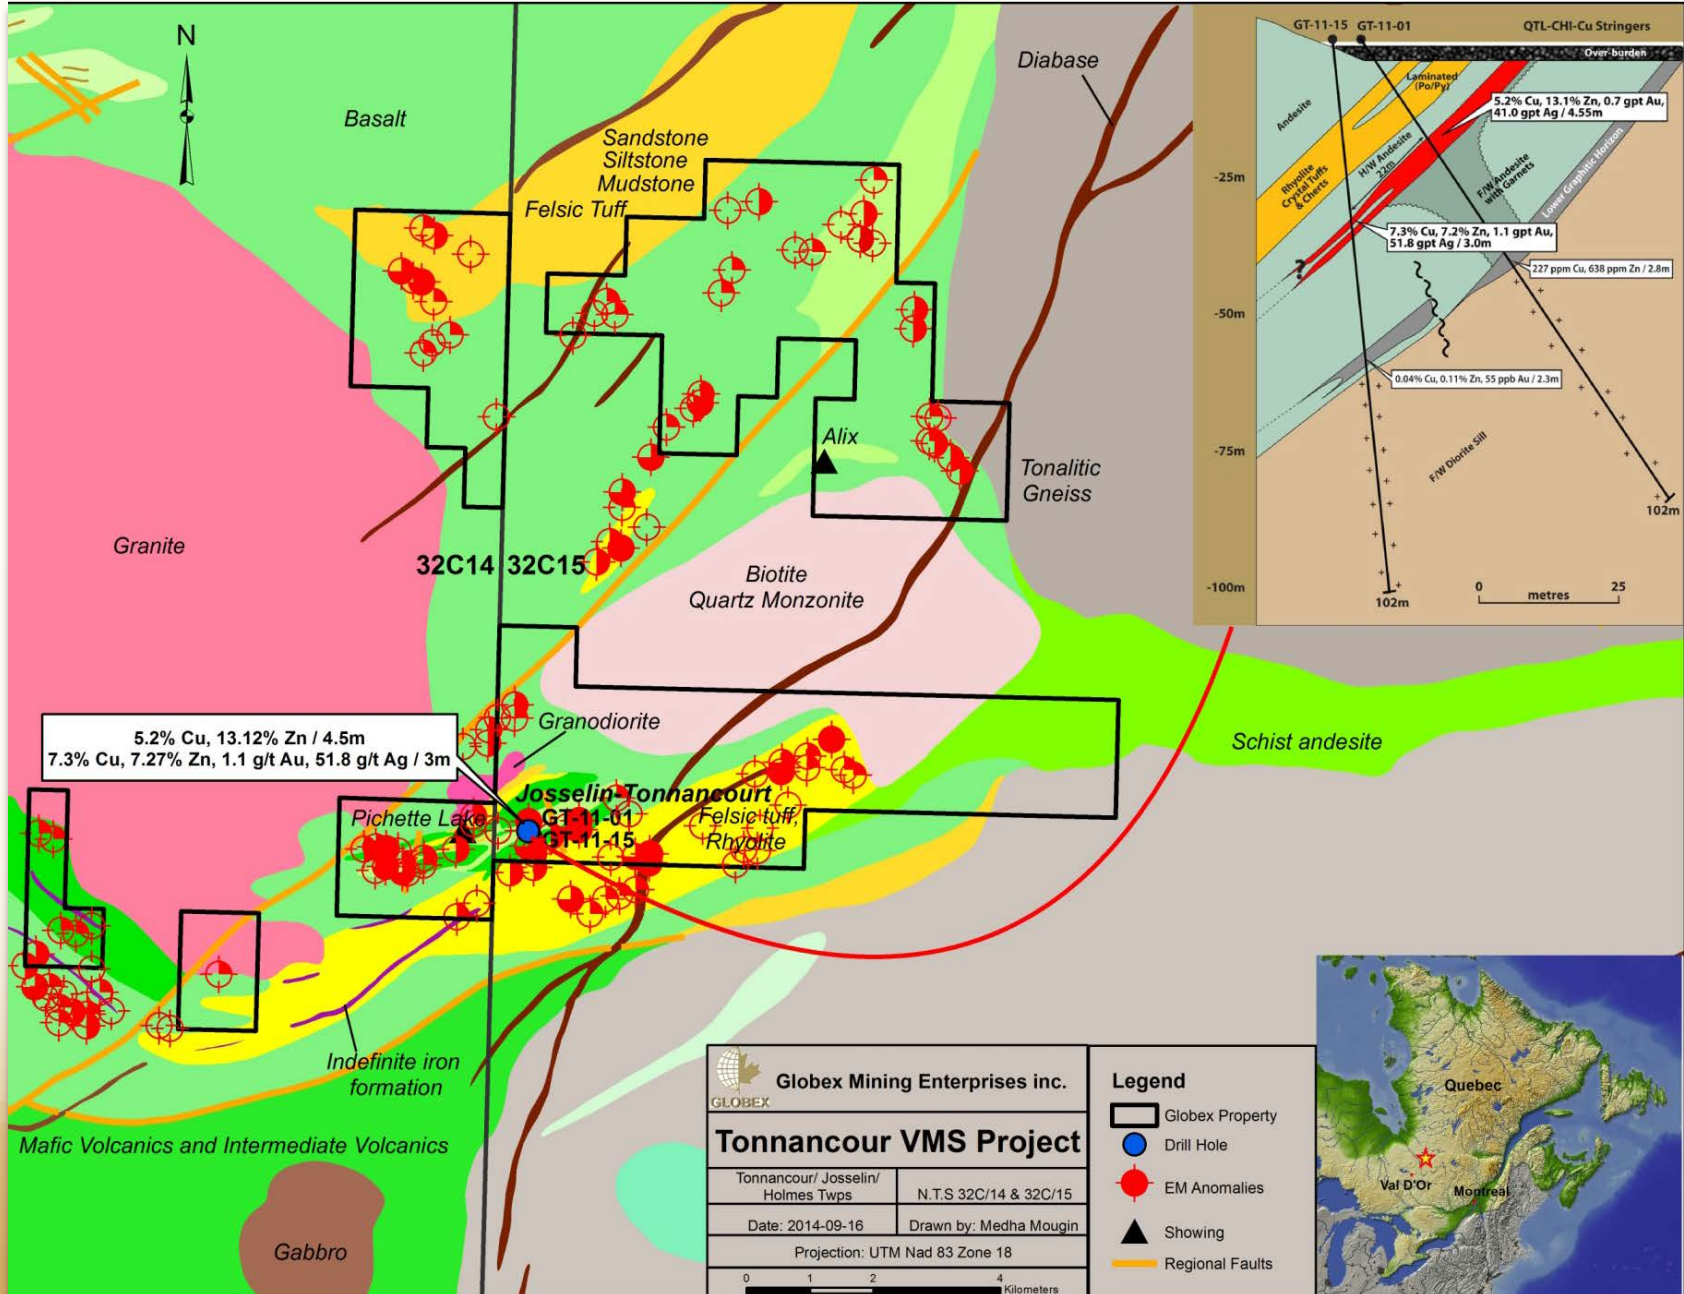 N
Basalt
Sandstone
Siltstone
Mudstone
Felsic Tuff
Diabase
Alix
Tonalitic
Gneiss
Granite
32C14
32C15
Biotite
Quartz Monzonite
Granodiorite
5.2% Cu, 13.12% Zn / 4.5m
7.3% Cu, 7.27% Zn, 1.1 g/t Au, 51.8 g/t Ag / 3m
Schist andesite
Josselin-Tonnancourt
Pichette Lake
GT-11-01
GT-11-15
Felsic tuff,
Rhyolite
Indefinite iron
formation
Mafic Volcanics and Intermediate Volcanics
Gabbro
GT-11-15
GT-11-01
QTL-CHI-Cu Stringers
Over-burden
Laminated
(Po/Py)
Andesite
5.2% Cu, 13.1% Zn, 0.7 gpt Au,
41.0 gpt Ag / 4.55m
H/W Andesite
22m
Rhyolite
Crystal Tuffs
& Cherts
F/W Andesite
with Garnets
Lower Graphitic Horizon
7.3% Cu, 7.2% Zn, 1.1 gpt Au,
51.8 gpt Ag / 3.0m
?
227 ppm Cu, 638 ppm Zn / 2.8m
0.04% Cu, 0.11% Zn, 55 ppb Au / 2.3m
F/W Diorite Sill
-25m
-50m
-75m
-100m
102m
102m
0
25
metres
GLOBEX
Globex Mining Enterprises inc.
Tonnancour VMS Project
Tonnancour/ Josselin/
Holmes Twps
N.T.S 32C/14 & 32C/15
Date: 2014-09-16
Drawn by: Medha Mougin
Projection: UTM Nad 83 Zone 18
0
1
2
4
Kilometers
Legend
Globex Property
Drill Hole
EM Anomalies
Showing
Regional Faults
Quebec
Val D'Or
Montreal